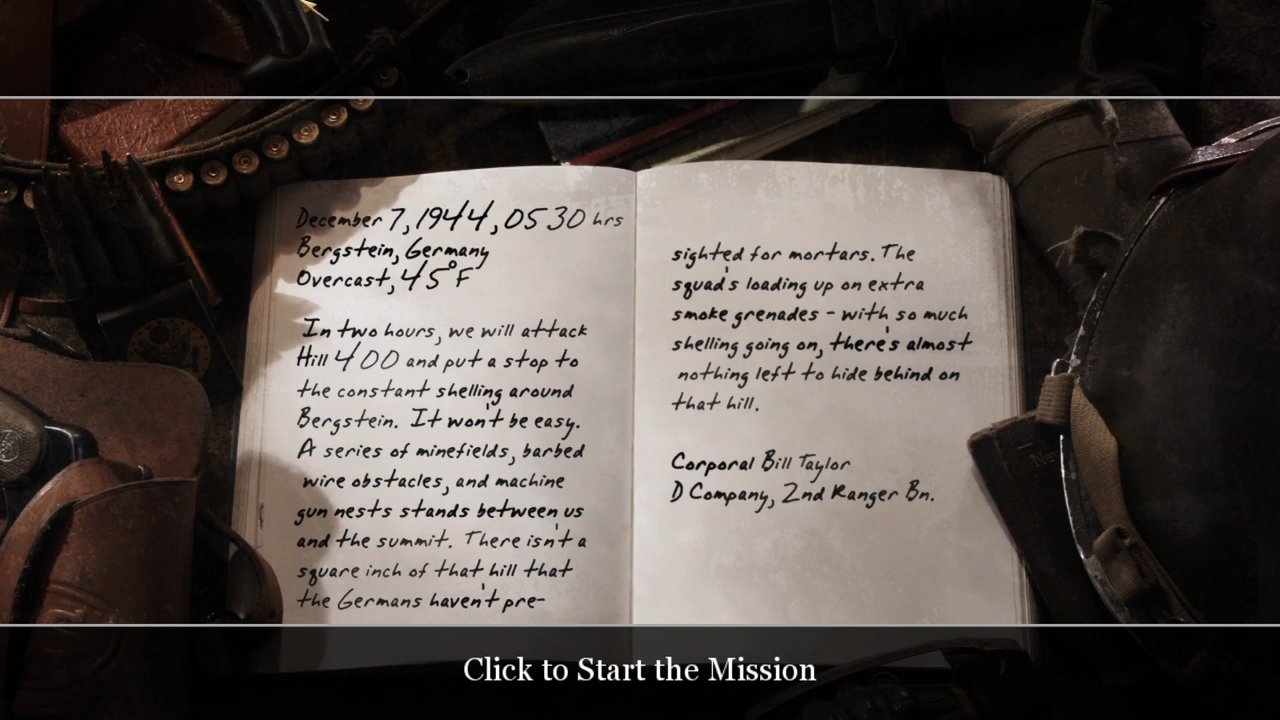 December 7, 1944, 0530 hrs
Bergstein, Germany
Overcast, 45°F
In two hours, we will attack
Hill 400 and put a stop to
the constant shelling around
Bergstein. It won't be easy.
A series of minefields, barbed
wire obstacles, and machine
gun nests stands between us
and the summit. There isn't a
square inch of that hill that
the Germans haven't pre-
sighted for mortars. The
squad's loading up on extra
smoke grenades - with so much
shelling going on, there's almost
nothing left to hide behind on
that hill.
Corporal Bill Taylor
D Company, 2nd Ranger Bn.
Click to Start the Mission